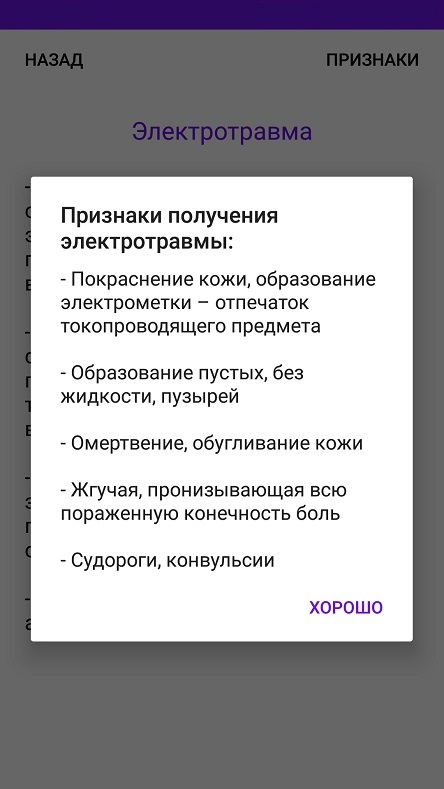 НАЗАД
ПРИЗНАКИ
Электротравма
Признаки получения
электротравмы:
- Покраснение кожи, образование
электрометки – отпечаток
токопроводящего предмета
- Образование пустых, без
жидкости, пузырей
- Омертвение, обугливание кожи
- Жгучая, пронизывающая всю
пораженную конечность боль
- Судороги, конвульсии
ХОРОШО